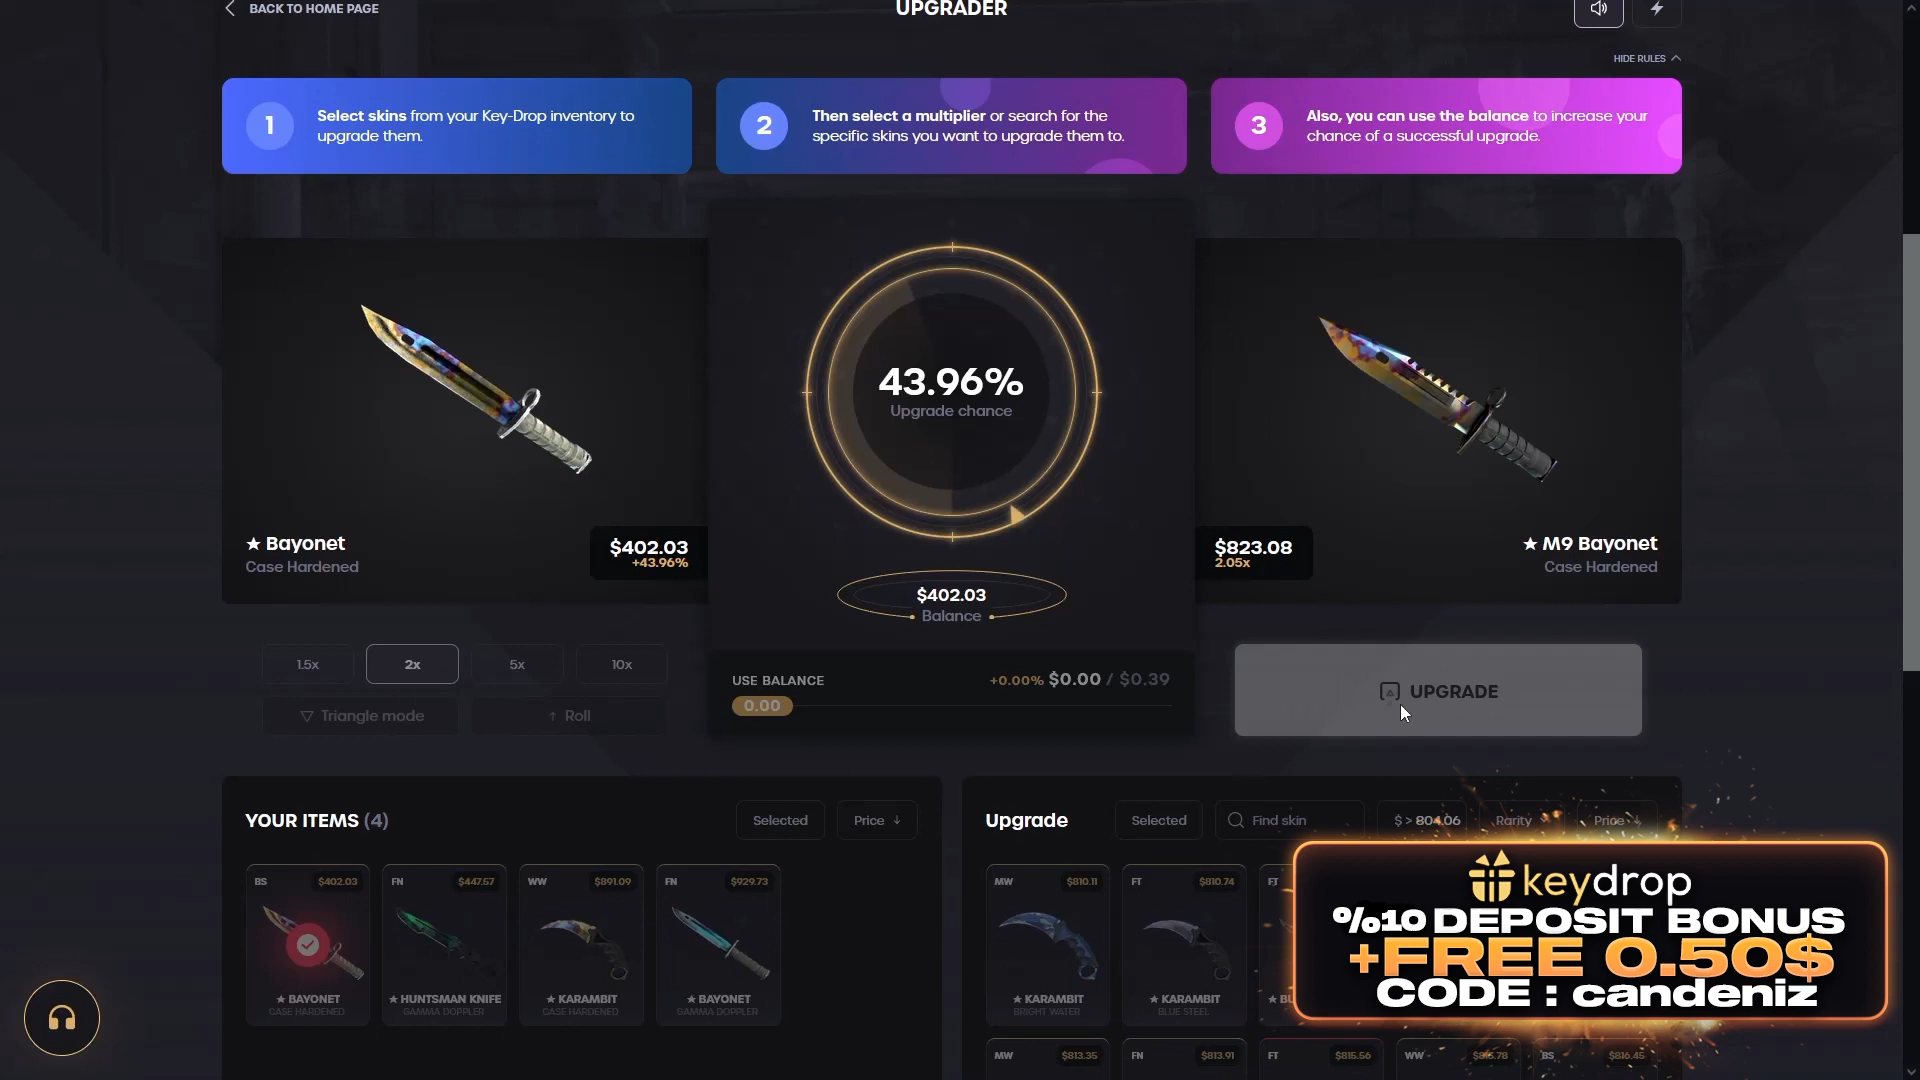 BACK TO HOME PAGE
UPGRADER
HIDE RULES
1
Select skins from your Key-Drop inventory to
upgrade them.
2
Then select a multiplier or search for the
specific skins you want to upgrade them to.
3
Also, you can use the balance to increase your
chance of a successful upgrade.
43.96%
Upgrade chance
★ Bayonet
Case Hardened
$402.03
+43.96%
$823.08
2.05x
★ M9 Bayonet
Case Hardened
$402.03
Balance
1.5x
2x
5x
10x
Triangle mode
Roll
USE BALANCE
+0.00% $0.00 / $0.39
0.00
UPGRADE
YOUR ITEMS (4)
Selected
Price
Upgrade
Selected
Find skin
$ > 804.06
Rarity
Price
BS $402.03
★ BAYONET
CASE HARDENED
FN $447.57
★ HUNTSMAN KNIFE
GAMMA DOPPLER
WW $891.09
★ KARAMBIT
CASE HARDENED
FN $929.73
★ BAYONET
GAMMA DOPPLER
MW $810.11
★ KARAMBIT
BRIGHT WATER
FT $810.74
★ KARAMBIT
BLUE STEEL
FT
MW $813.35
FN $813.91
FT $815.56
WW
BS $816.45
keydrop
%10 DEPOSIT BONUS
+FREE 0.50$
CODE : candeniz